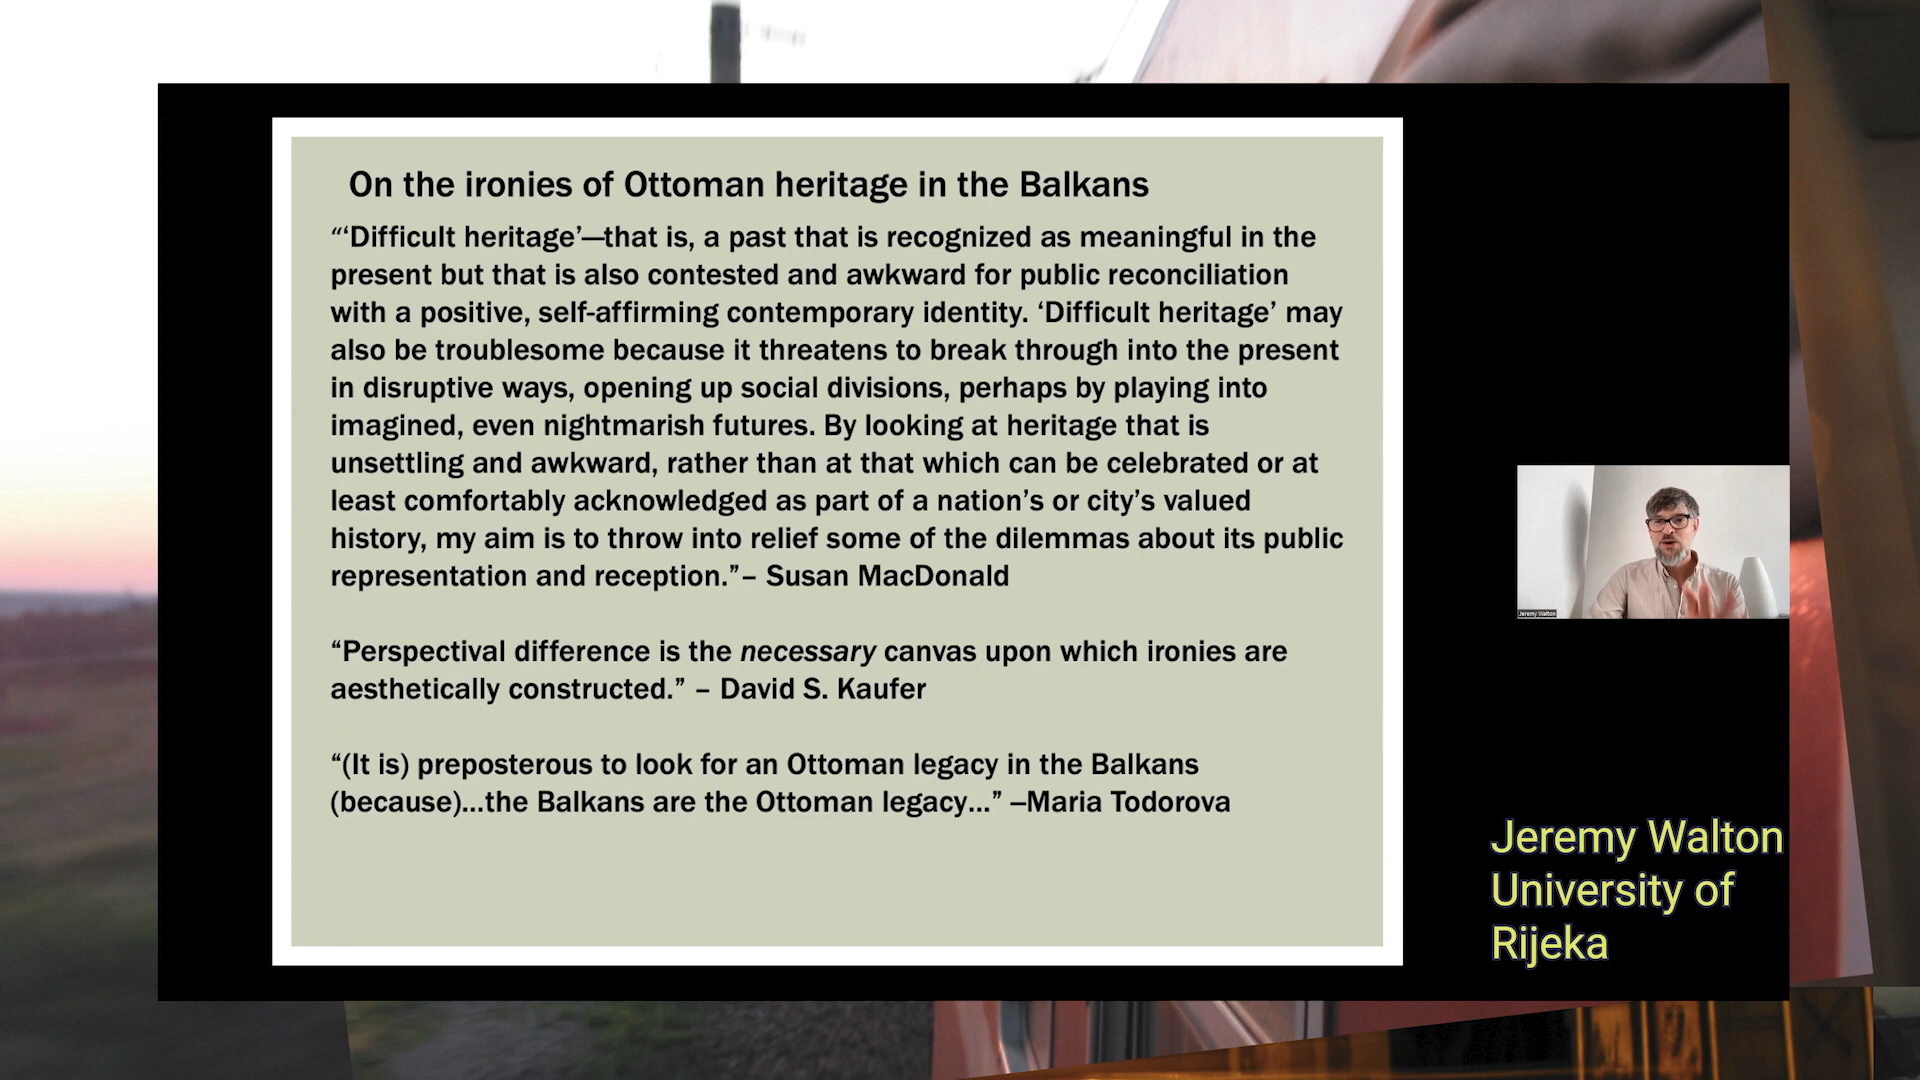 On the ironies of Ottoman heritage in the Balkans
“‘Difficult heritage’—that is, a past that is recognized as meaningful in the
present but that is also contested and awkward for public reconciliation
with a positive, self-affirming contemporary identity. ‘Difficult heritage’ may
also be troublesome because it threatens to break through into the present
in disruptive ways, opening up social divisions, perhaps by playing into
imagined, even nightmarish futures. By looking at heritage that is
unsettling and awkward, rather than at that which can be celebrated or at
least comfortably acknowledged as part of a nation’s or city’s valued
history, my aim is to throw into relief some of the dilemmas about its public
representation and reception.”– Susan MacDonald
“Perspectival difference is the necessary canvas upon which ironies are
aesthetically constructed.” – David S. Kaufer
“(It is) preposterous to look for an Ottoman legacy in the Balkans
(because)...the Balkans are the Ottoman legacy...” –Maria Todorova
Jeremy Walton
Jeremy Walton
University of
Rijeka